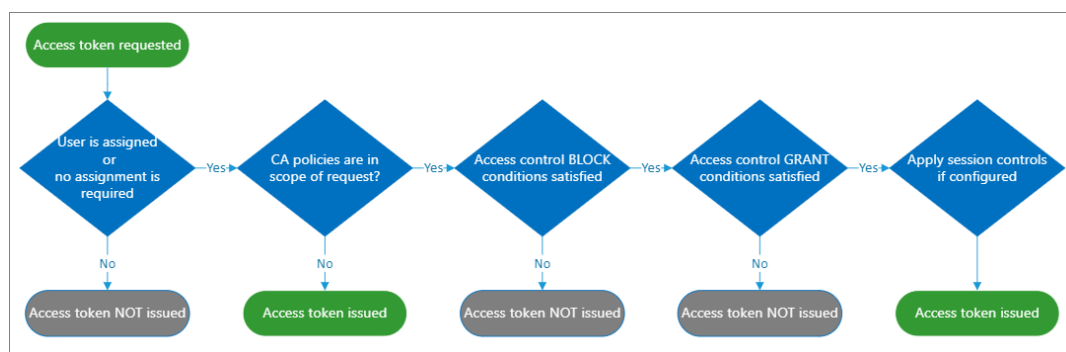 Access token requested
User is assigned
or
no assignment is
required
Yes
CA policies are in
scope of request?
Yes
Access control BLOCK
conditions satisfied
Yes
Access control GRANT
conditions satisfied
Yes
Apply session controls
if configured
No
No
No
No
Access token NOT issued
Access token issued
Access token NOT issued
Access token NOT issued
Access token issued